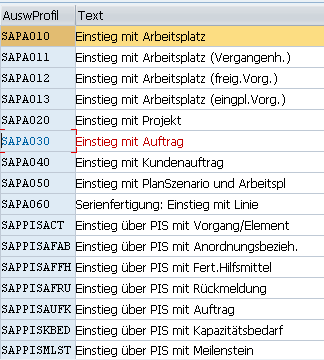 AuswProfil Text
SAPA010 Einstieg mit Arbeitsplatz
SAPA011 Einstieg mit Arbeitsplatz (Vergangenh.)
SAPA012 Einstieg mit Arbeitsplatz (freig.Vorg.)
SAPA013 Einstieg mit Arbeitsplatz (eingpl.Vorg.)
SAPA020 Einstieg mit Projekt
SAPA030 Einstieg mit Auftrag
SAPA040 Einstieg mit Kundenauftrag
SAPA050 Einstieg mit PlanSzenario und Arbeitspl
SAPA060 Serienfertigung: Einstieg mit Linie
SAPPISACT Einstieg über PIS mit Vorgang/Element
SAPPISAFAB Einstieg über PIS mit Anordnungsbezieh.
SAPPISAFFH Einstieg über PIS mit Fert.Hilfsmittel
SAPPISAFRU Einstieg über PIS mit Rückmeldung
SAPPISAUFK Einstieg über PIS mit Auftrag
SAPPISKBED Einstieg über PIS mit Kapazitätsbedarf
SAPPISMLST Einstieg über PIS mit Meilenstein